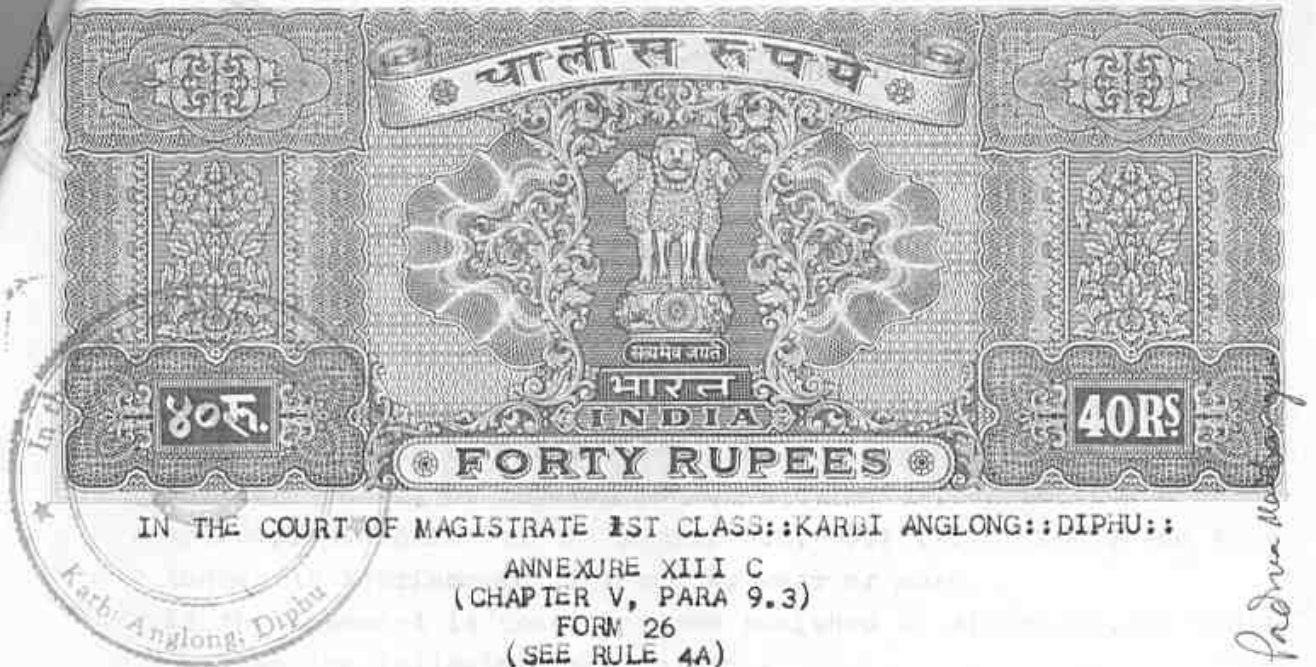 चालीस रुपये
सत्यमेव जयते
भारत
INDIA
४०रु.
40RS
FORTY RUPEES
IN THE COURT OF MAGISTRATE 1ST CLASS::KARBI ANGLONG::DIPHU::
ANNEXURE XIII C
(CHAPTER V, PARA 9.3)
FORM 26
(SEE RULE 4A)
Karbi Anglong, Diphu